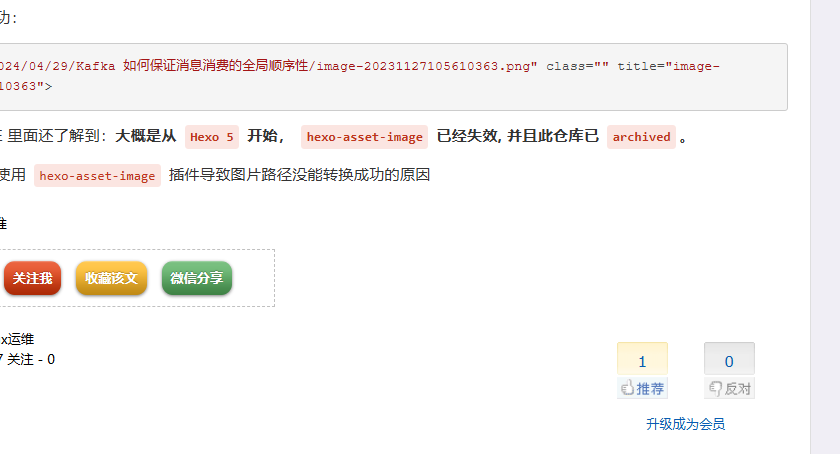 功：
024/04/29/Kafka 如何保证消息消费的全局顺序性/image-20231127105610363.png" class="" title="image-
10363">
里面还了解到：大概是从 Hexo 5 开始， hexo-asset-image 已经失效, 并且此仓库已 archived 。
使用 hexo-asset-image 插件导致图片路径没能转换成功的原因
维
关注我 收藏该文 微信分享
x运维
7 关注 - 0
1 0
推荐 反对
升级成为会员